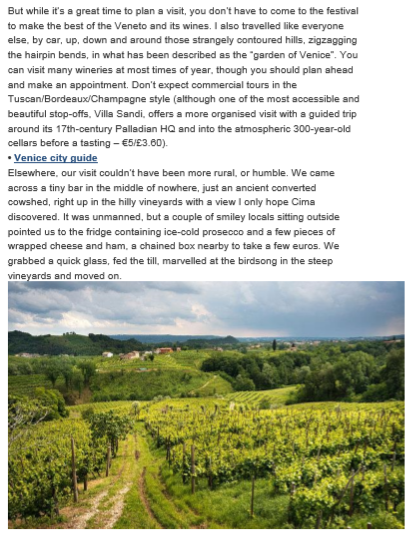 But while it's a great time to plan a visit, you don't have to come to the festival
to make the best of the Veneto and its wines. I also travelled like everyone
else, by car, up, down and around those strangely contoured hills, zigzagging
the hairpin bends, in what has been described as the "garden of Venice". You
can visit many wineries at most times of year, though you should plan ahead
and make an appointment. Don't expect commercial tours in the
Tuscan/Bordeaux/Champagne style (although one of the most accessible and
beautiful stop-offs, Villa Sandi, offers a more organised visit with a guided trip
around its 17th-century Palladian HQ and into the atmospheric 300-year-old
cellars before a tasting – €5/£3.60).
• Venice city guide
Elsewhere, our visit couldn't have been more rural, or humble. We came
across a tiny bar in the middle of nowhere, just an ancient converted
cowshed, right up in the hilly vineyards with a view I only hope Cima
discovered. It was unmanned, but a couple of smiley locals sitting outside
pointed us to the fridge containing ice-cold prosecco and a few pieces of
wrapped cheese and ham, a chained box nearby to take a few euros. We
grabbed a quick glass, fed the till, marvelled at the birdsong in the steep
vineyards and moved on.